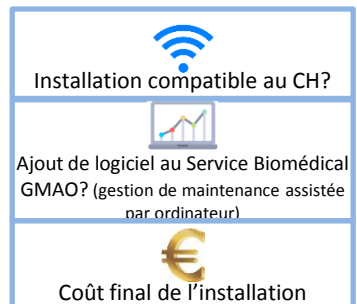 Installation compatible au CH?
Ajout de logiciel au Service Biomédical
GMAO? (gestion de maintenance assistée
par ordinateur)
Coût final de l'installation